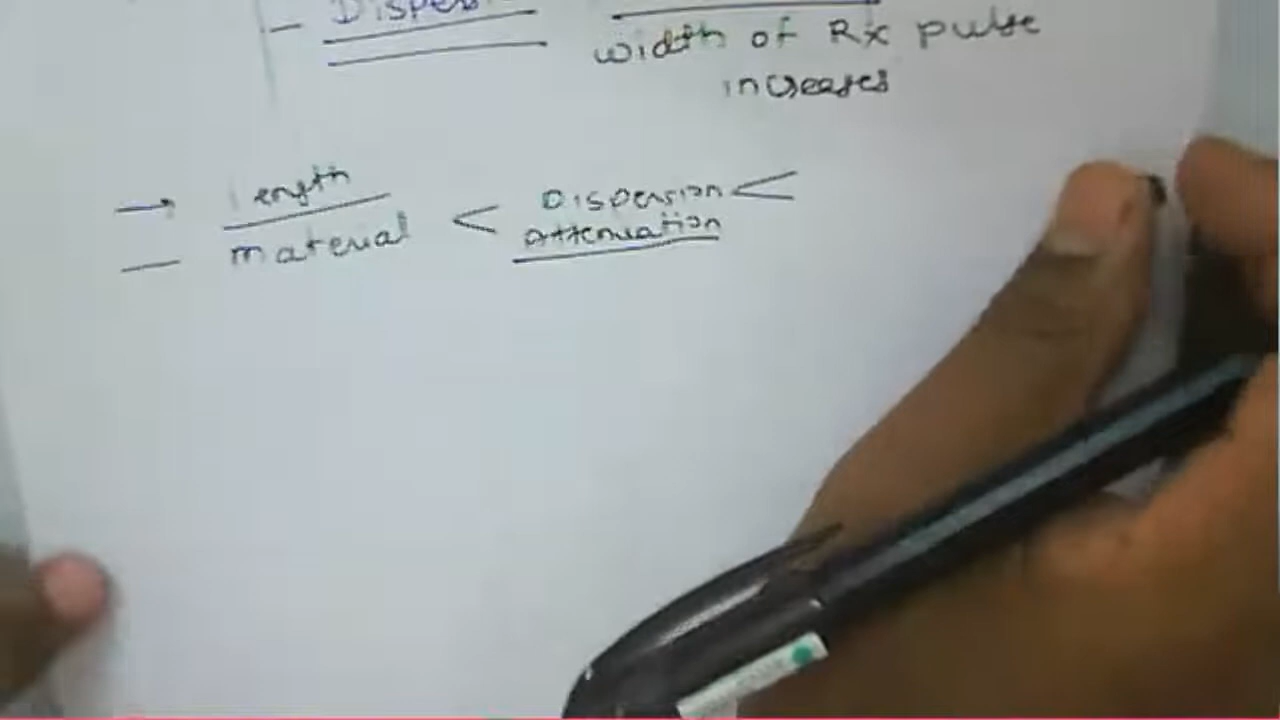 width of Rx pulse
increases
→ length
— material < Dispersion <
attenuation